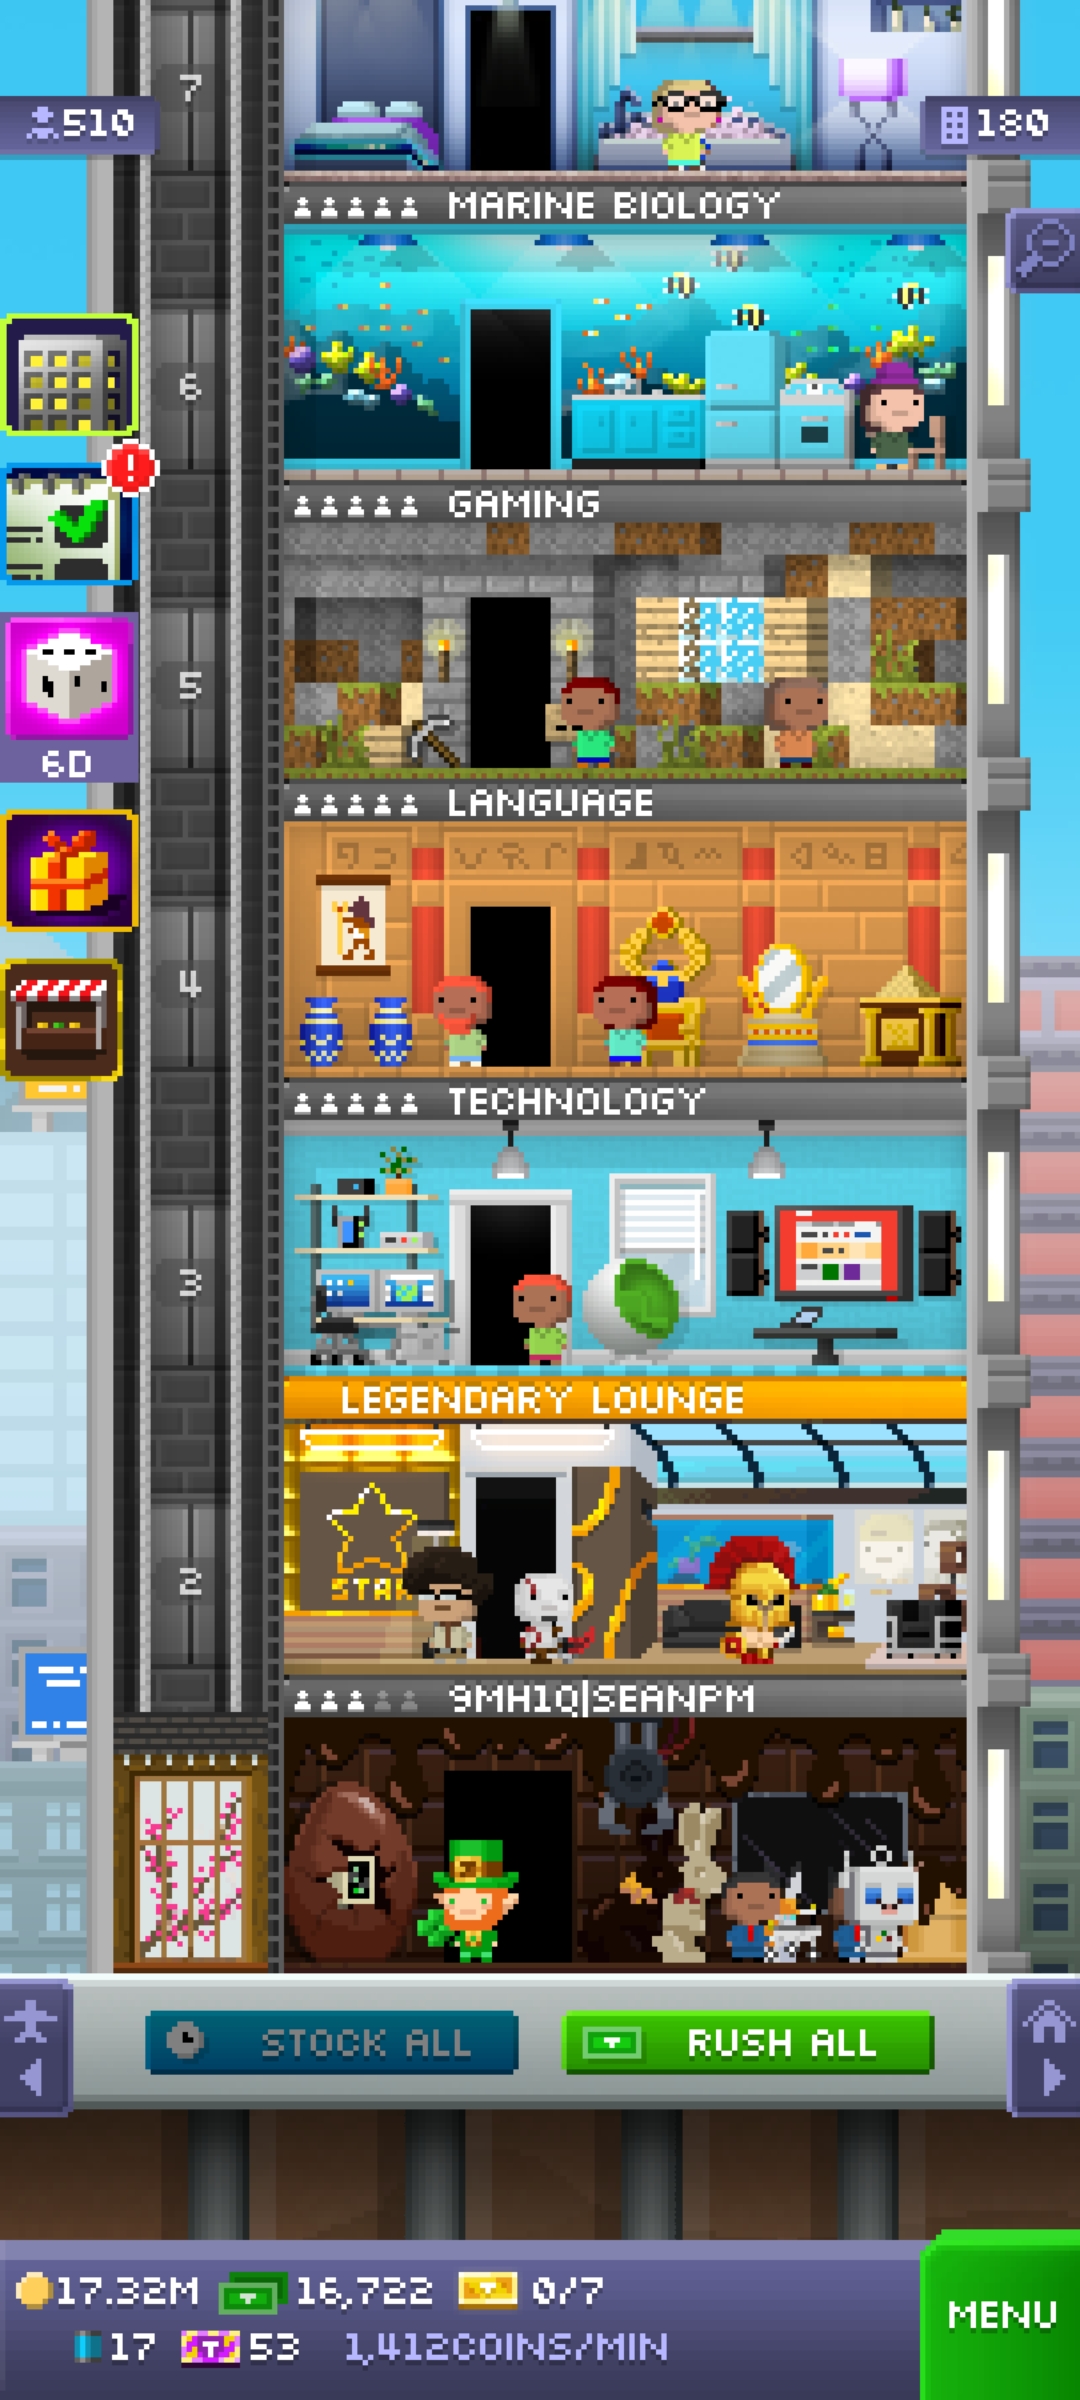 7
510
180
MARINE BIOLOGY
6
GAMING
5
6D
LANGUAGE
4
TECHNOLOGY
3
LEGENDARY LOUNGE
STAR
2
9MH1Q|SEANPM
STOCK ALL
RUSH ALL
17.32M 16,722 0/7
17 53 1,412COINS/MIN
MENU